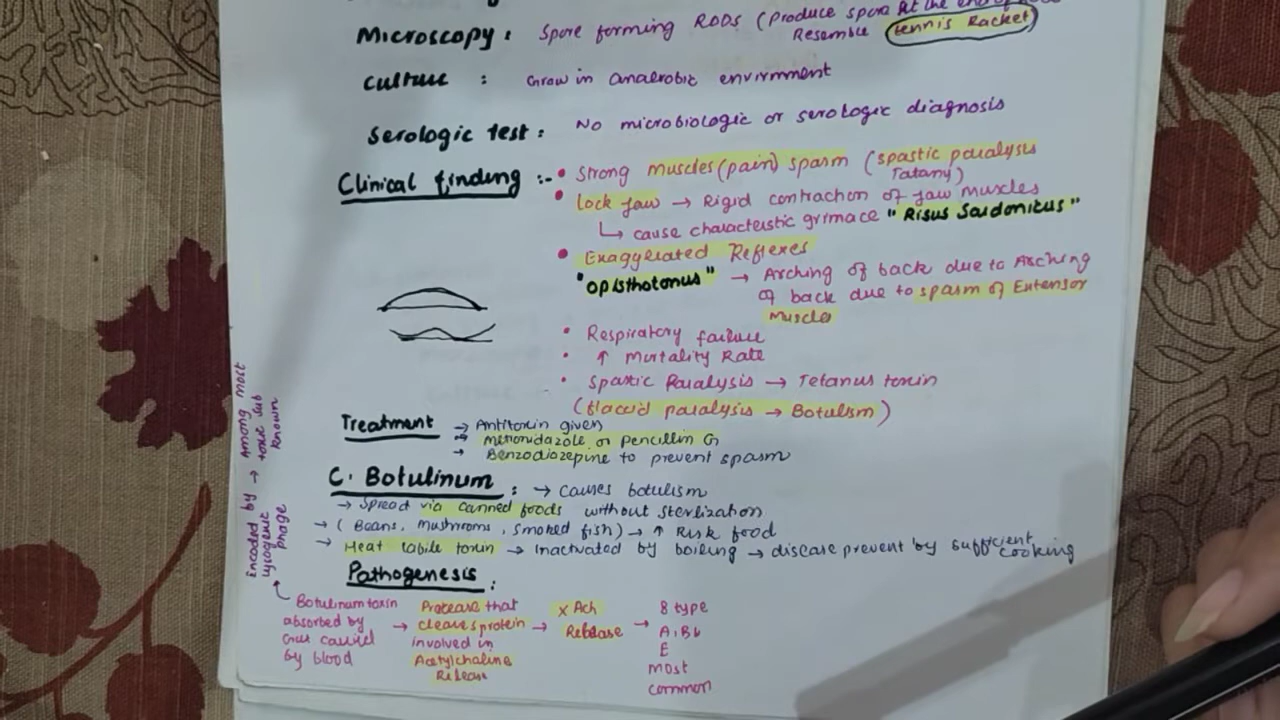 Microscopy : Spore forming RODs (Produce spore at the end
Resemble tennis Racket)
Culture : Grow in anaerobic envirnment
Serologic test : No microbiologic or serologic diagnosis
Clinical finding :- • Strong muscles (pain) spasm (spastic paralysis
Tatany)
• Lock Jaw → Rigid contraction of Jaw muscles
↳ cause characteristic grimace "Risus Sardonicus"
• Exaggerated Reflexes
"Opisthotonus" → Arching of back due to Arching
of back due to spasm of Extensor
Muscles
• Respiratory failure
• ↑ Mortality Rate
• Spastic Paralysis → Tetanus toxin
(flaccid paralysis → Botulism)
Treatment → Antitoxin given
→ Metronidazole or Pencillin G
→ Benzodiazepine to prevent spasm
C. Botulinum : → Causes botulism
→ Spread via canned foods without sterlization
→ (Beans, Mushrooms, smoked fish) → ↑ Risk food
→ Heat labile toxin → Inactivated by boiling → disease prevent by sufficient
cooking
Pathogenesis :
Botulinum toxin
absorbed by
Gut carried
by blood
→ Protease that
cleaves protein
involved in
Acetylcholine
Release
→ x Ach
Release
→ 8 type
A, B &
E
most
common
Encoded by
lysogenic
phage
→ Among most
toxic sub
known